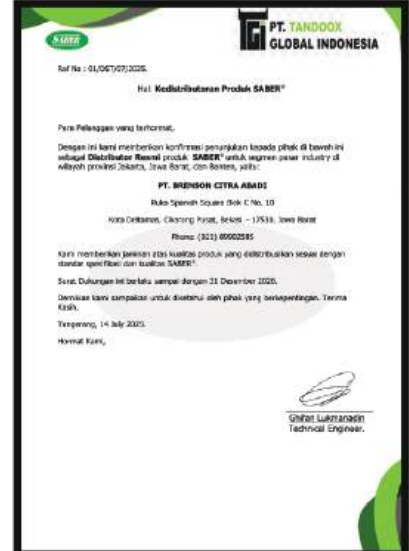 SABER
PT. TANDOOX
GLOBAL INDONESIA
Ref No : 01/DST/07/2025.
Hal: Kedistributoran Produk SABER®
Para Pelanggan yang terhormat,
Dengan ini kami memberikan konfirmasi penunjukan kepada pihak di bawah ini
sebagai Distributor Resmi produk SABER® untuk segmen pasar industry di
wilayah provinsi Jakarta, Jawa Barat, dan Banten, yaitu:
PT. BRENSON CITRA ABADI
Ruko Spanish Square Blok C No. 10
Kota Deltamas, Cikarang Pusat, Bekasi – 17530, Jawa Barat
Phone: (021) 89902585
Kami memberikan jaminan atas kualitas produk yang didistribusikan sesuai dengan
standar spesifikasi dan kualitas SABER®.
Surat Dukungan ini berlaku sampai dengan 31 Desember 2026.
Demikian kami sampaikan untuk diketahui oleh pihak yang berkepentingan. Terima
Kasih.
Tangerang, 14 July 2025.
Hormat Kami,
Ghifari Lukmanadin
Technical Engineer.